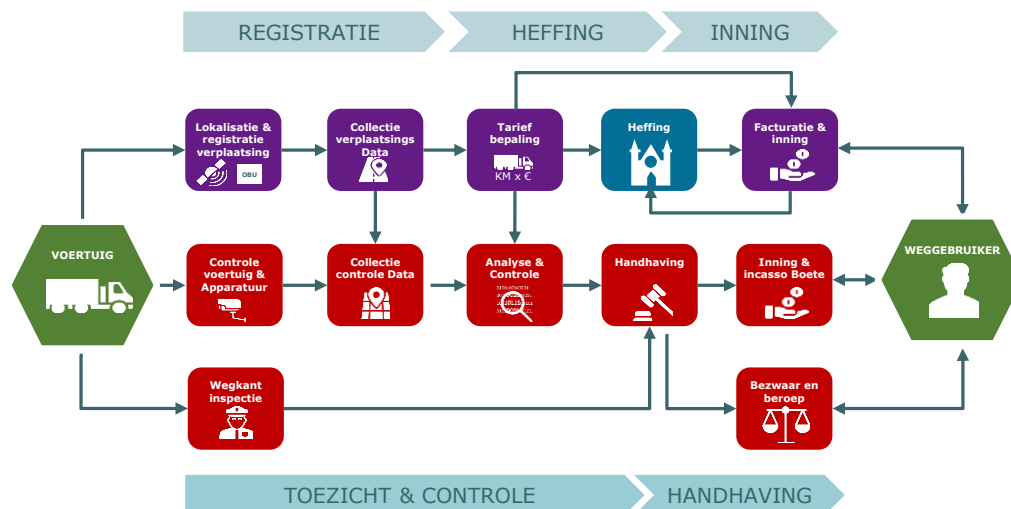 REGISTRATIE
HEFFING
INNING
Lokalisatie &
registratie
verplaatsing
OBU
Collectie
verplaatsings
Data
Tarief
bepaling
KM x €
Heffing
Facturatie &
inning
VOERTUIG
Controle
voertuig &
Apparatuur
Collectie
controle Data
Analyse &
Controle
Handhaving
Inning &
incasso Boete
WEGGEBRUIKER
Wegkant
inspectie
Bezwaar en
beroep
TOEZICHT & CONTROLE
HANDHAVING